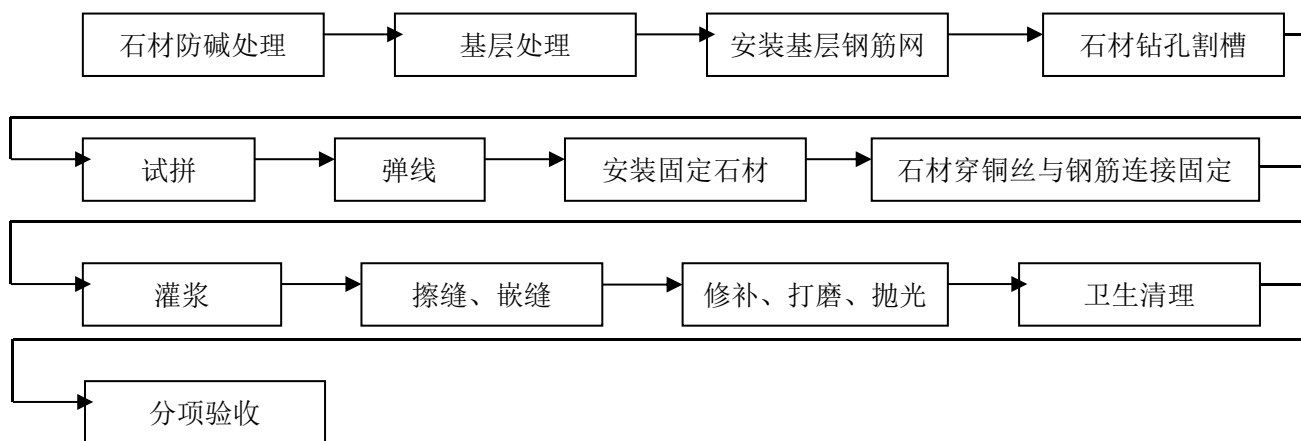 石材防碱处理
基层处理
安装基层钢筋网
石材钻孔割槽
试拼
弹线
安装固定石材
石材穿铜丝与钢筋连接固定
灌浆
擦缝、嵌缝
修补、打磨、抛光
卫生清理
分项验收